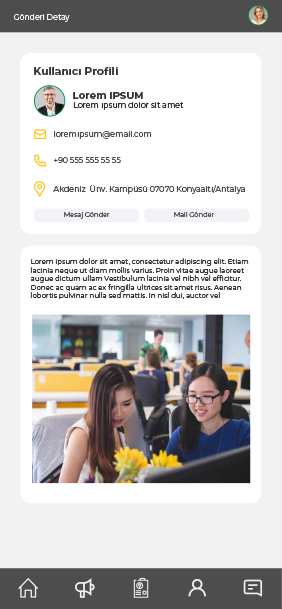 Gönderi Detay
Kullanıcı Profili
Lorem IPSUM
Lorem ipsum dolor sit amet
loremipsum@email.com
+90 555 555 55 55
Akdeniz Ünv. Kampüsü 07070 Konyaaltı/Antalya
Mesaj Gönder
Mail Gönder
Lorem ipsum dolor sit amet, consectetur adipiscing elit. Etiam
lacinia neque ut diam mollis varius. Proin vitae augue laoreet
augue dictum ullam Vestibulum lacinia vel nibh vel efficitur.
Donec ac quam ac ex fringilla ultrices sit amet risus. Aenean
lobortis pulvinar nulla sed mattis. In nisl dui, auctor vel